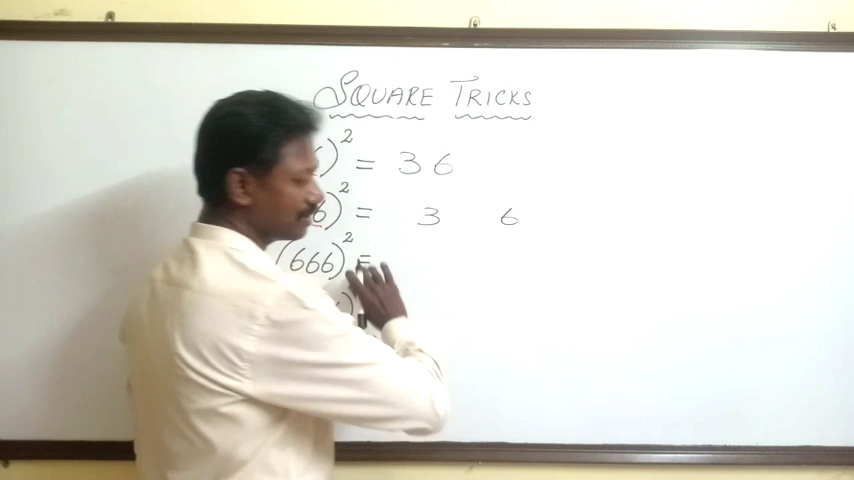 SQUARE TRICKS
)² = 36
6)² = 3 6
(666)² =
)